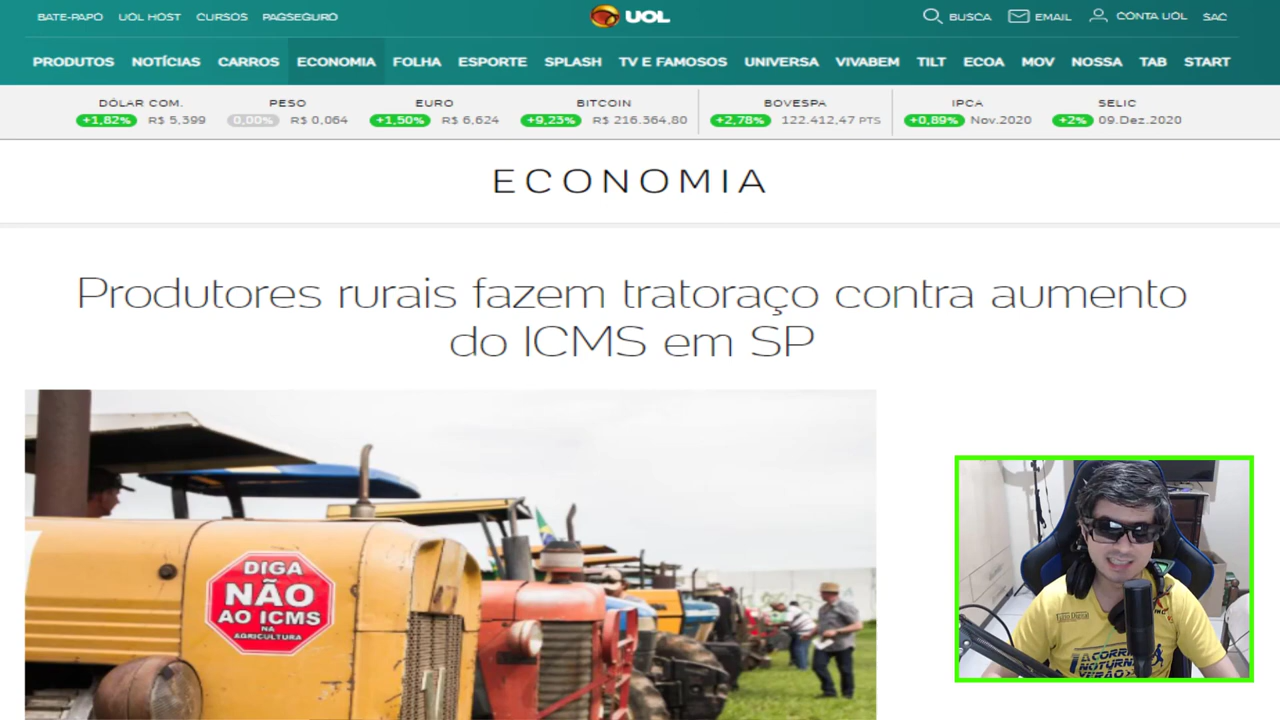 BATE-PAPO UOL HOST CURSOS PAGSEGURO UOL BUSCA EMAIL CONTA UOL SAC
PRODUTOS NOTÍCIAS CARROS ECONOMIA FOLHA ESPORTE SPLASH TV E FAMOSOS UNIVERSA VIVABEM TILT ECOA MOV NOSSA TAB START
DÓLAR COM. PESO EURO BITCOIN BOVESPA IPCA SELIC
+1,82% R$ 5,399 0,00% R$ 0,064 +1,50% R$ 6,624 +9,23% R$ 216.364,80 +2,78% 122.412,47 PTS +0,89% Nov.2020 +2% 09.Dez.2020
ECONOMIA
Produtores rurais fazem tratoraço contra aumento
do ICMS em SP
DIGA
NÃO
AO ICMS
NA
AGRICULTURA
CORRI
NOTURN
VERÃO